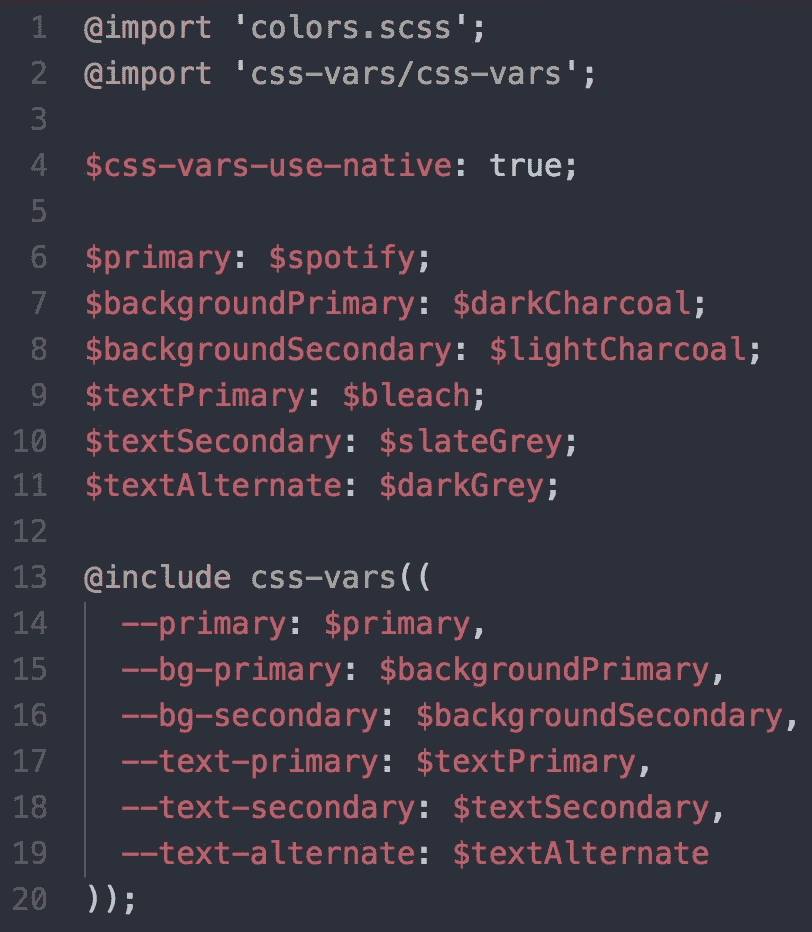 1 @import 'colors.scss';
2 @import 'css-vars/css-vars';
3
4 $css-vars-use-native: true;
5
6 $primary: $spotify;
7 $backgroundPrimary: $darkCharcoal;
8 $backgroundSecondary: $lightCharcoal;
9 $textPrimary: $bleach;
10 $textSecondary: $slateGrey;
11 $textAlternate: $darkGrey;
12
13 @include css-vars((
14   --primary: $primary,
15   --bg-primary: $backgroundPrimary,
16   --bg-secondary: $backgroundSecondary,
17   --text-primary: $textPrimary,
18   --text-secondary: $textSecondary,
19   --text-alternate: $textAlternate
20 ));